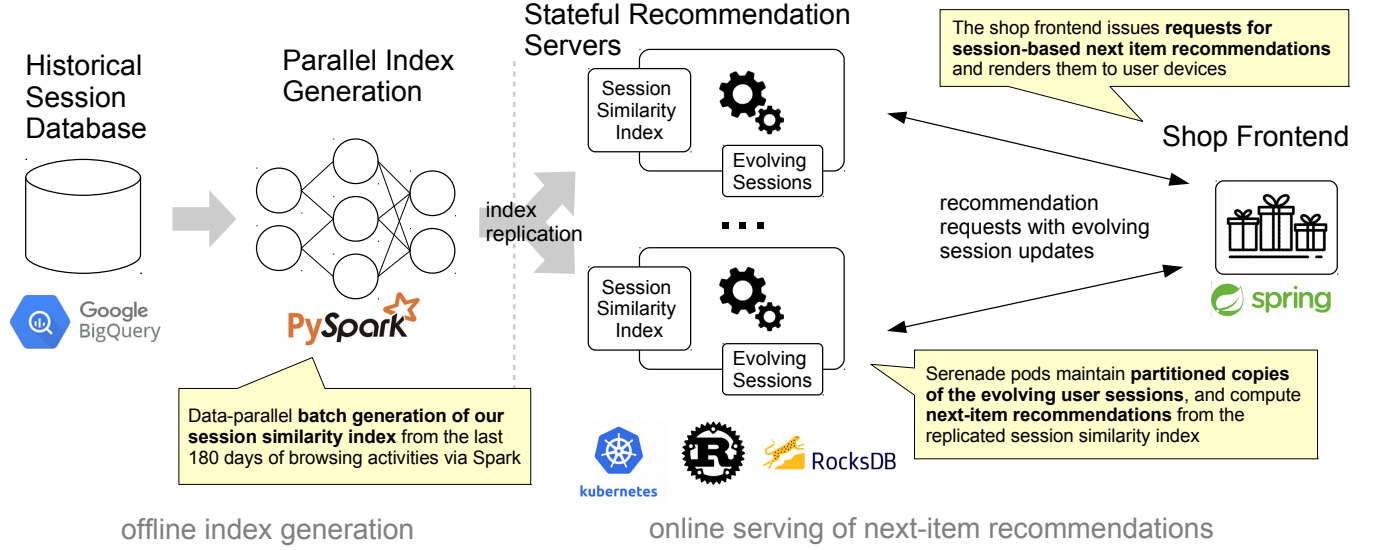 Historical
Session
Database
Google
BigQuery
Parallel Index
Generation
PySpark
Data-parallel batch generation of our
session similarity index from the last
180 days of browsing activities via Spark
offline index generation
index
replication
Stateful Recommendation
Servers
Session
Similarity
Index
Evolving
Sessions
...
Session
Similarity
Index
Evolving
Sessions
kubernetes
R
RocksDB
The shop frontend issues requests for
session-based next item recommendations
and renders them to user devices
Shop Frontend
recommendation
requests with evolving
session updates
spring
Serenade pods maintain partitioned copies
of the evolving user sessions, and compute
next-item recommendations from the
replicated session similarity index
online serving of next-item recommendations